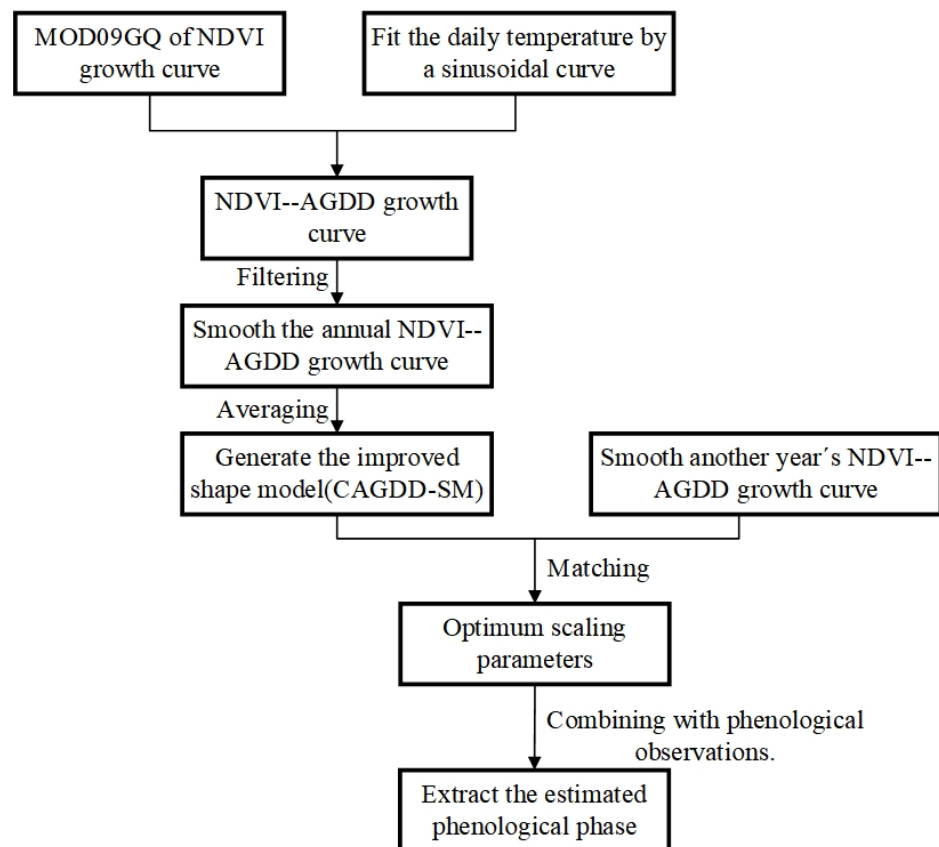 MOD09GQ of NDVI
growth curve
Fit the daily temperature by
a sinusoidal curve
NDVI--AGDD growth
curve
Filtering
Smooth the annual NDVI--
AGDD growth curve
Averaging
Generate the improved
shape model(CAGDD-SM)
Smooth another year´s NDVI--
AGDD growth curve
Matching
Optimum scaling
parameters
Combining with phenological
observations.
Extract the estimated
phenological phase